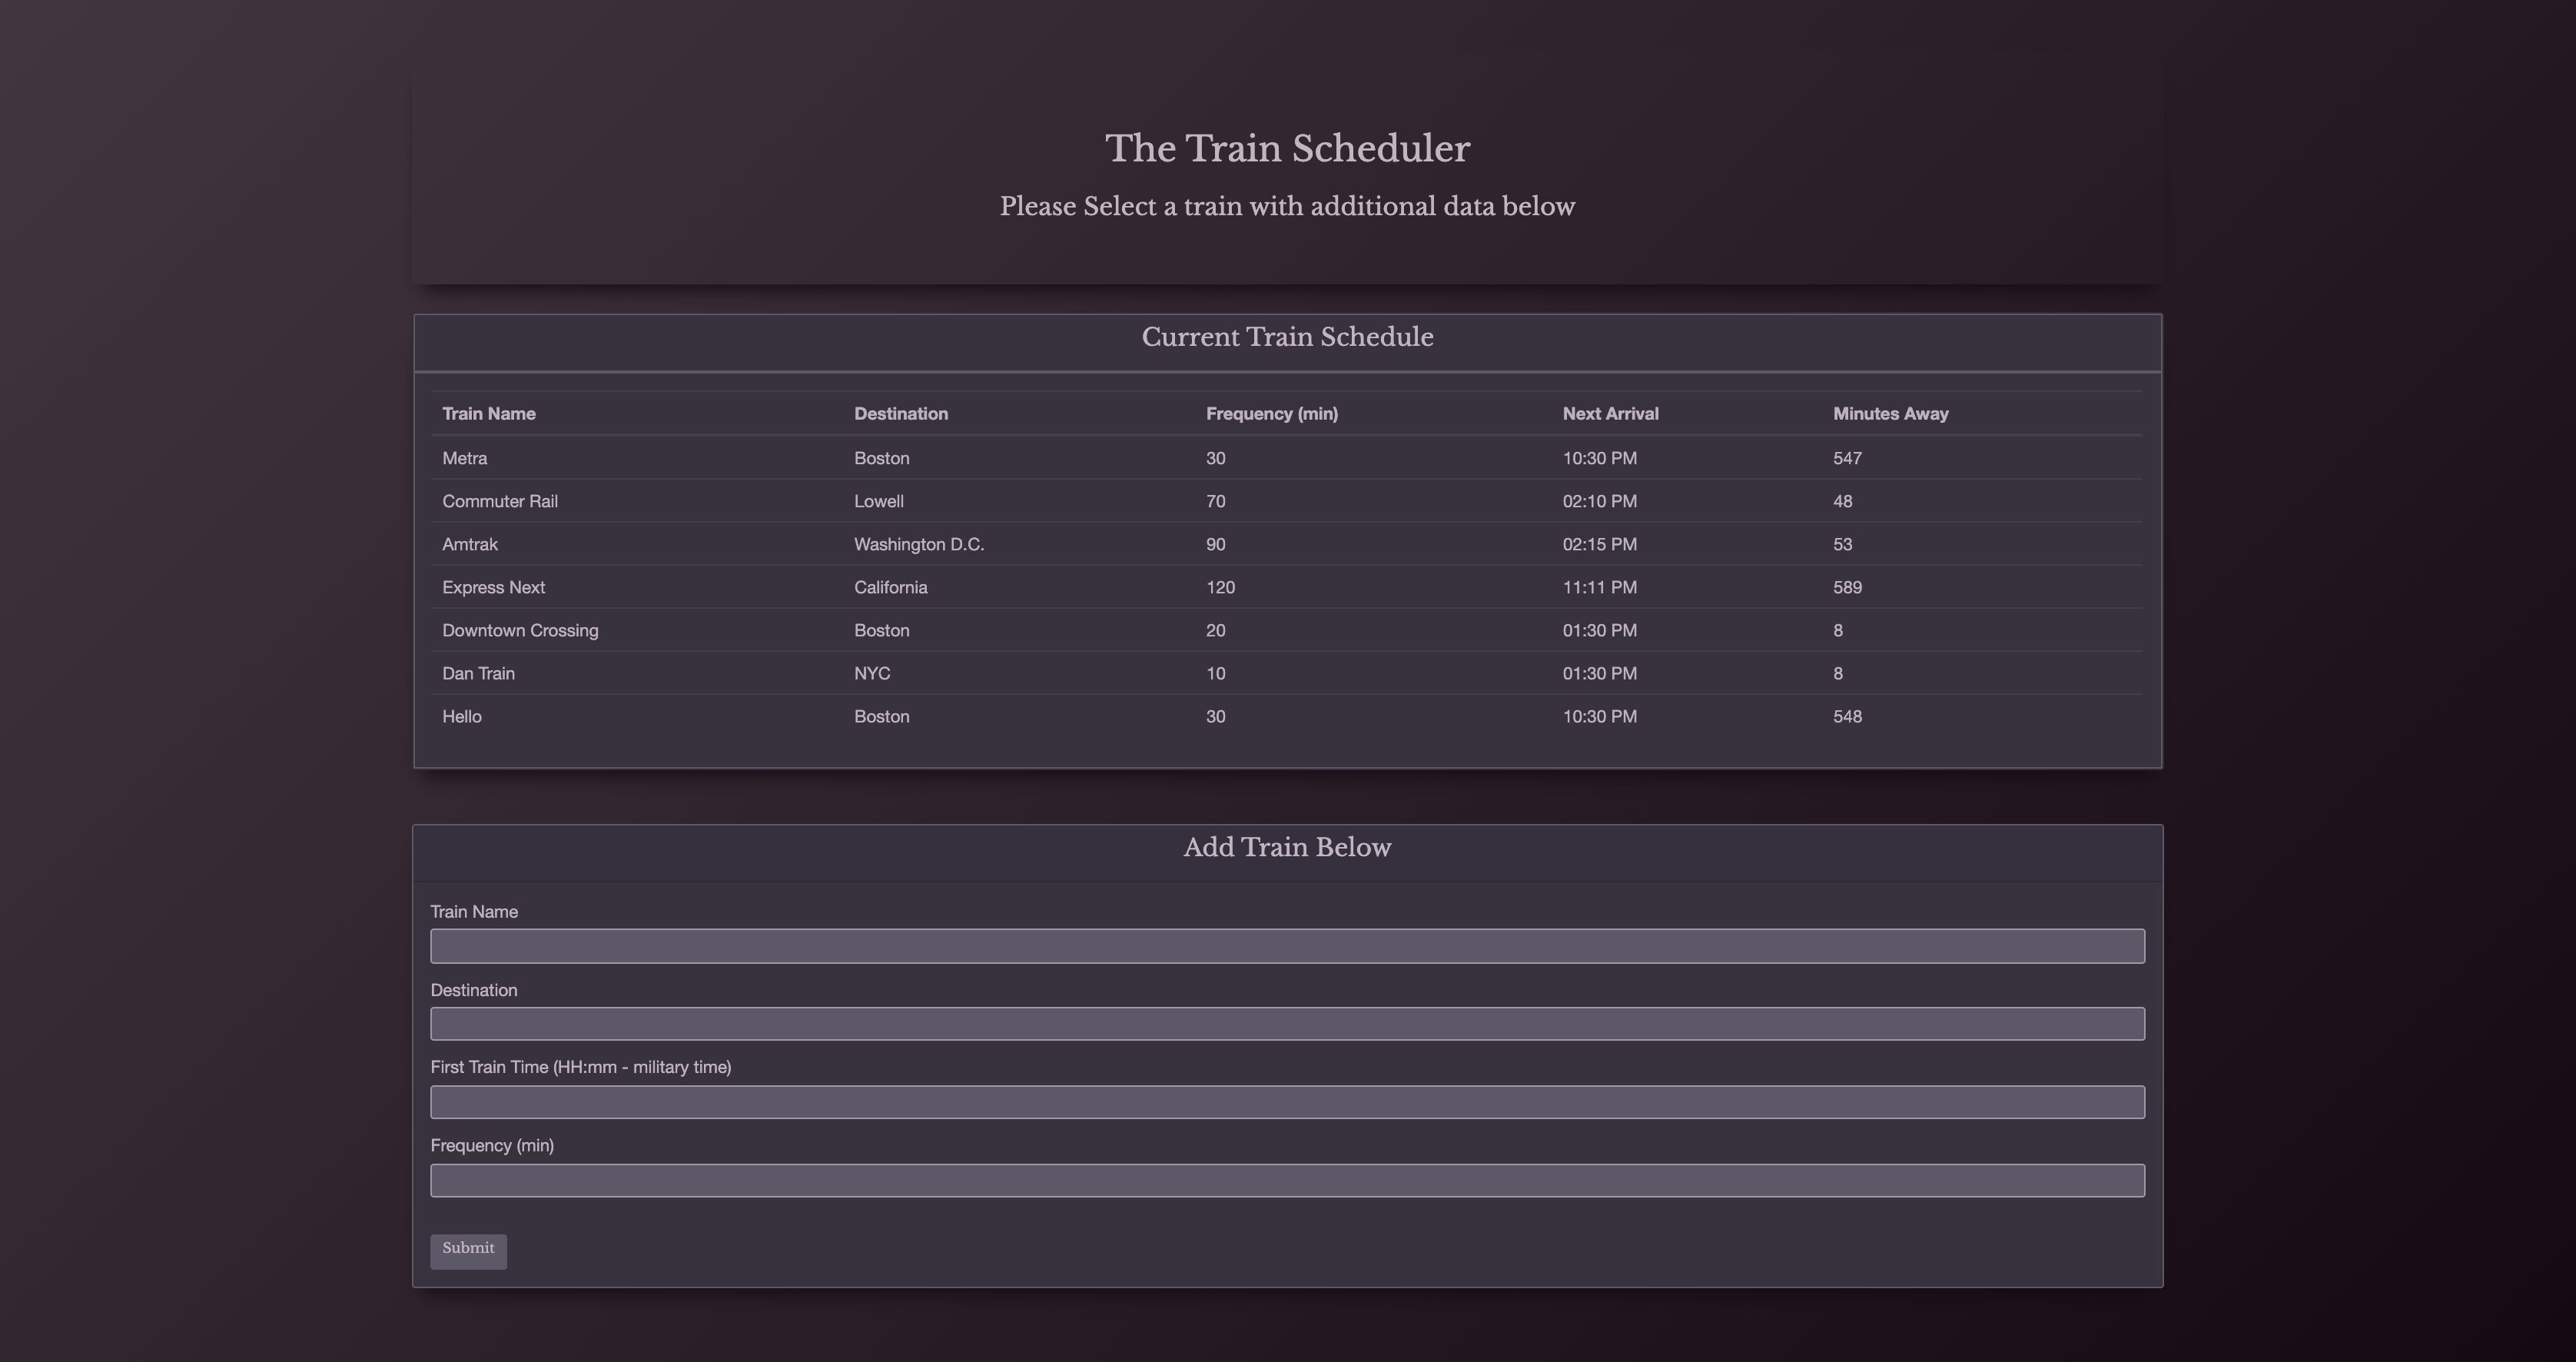 The Train Scheduler
Please Select a train with additional data below
Current Train Schedule
Train Name Destination Frequency (min) Next Arrival Minutes Away
Metra Boston 30 10:30 PM 547
Commuter Rail Lowell 70 02:10 PM 48
Amtrak Washington D.C. 90 02:15 PM 53
Express Next California 120 11:11 PM 589
Downtown Crossing Boston 20 01:30 PM 8
Dan Train NYC 10 01:30 PM 8
Hello Boston 30 10:30 PM 548
Add Train Below
Train Name
Destination
First Train Time (HH:mm - military time)
Frequency (min)
Submit